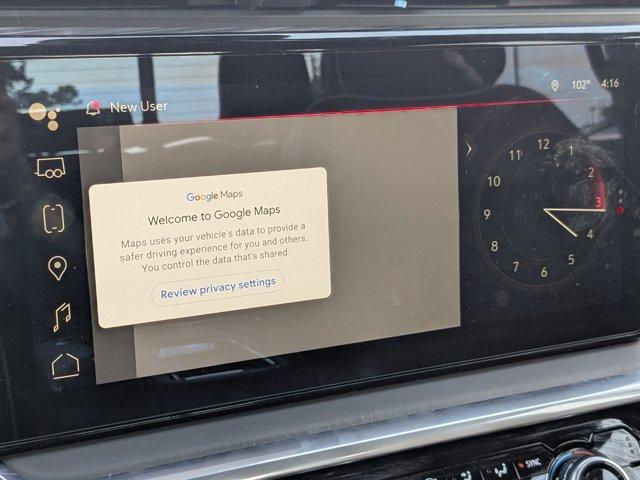 New User
102° 4:16
Google Maps
Welcome to Google Maps
Maps uses your vehicle's data to provide a
safer driving experience for you and others.
You control the data that's shared.
Review privacy settings
12
1
2
3
4
5
6
7
8
9
10
11
SYNC